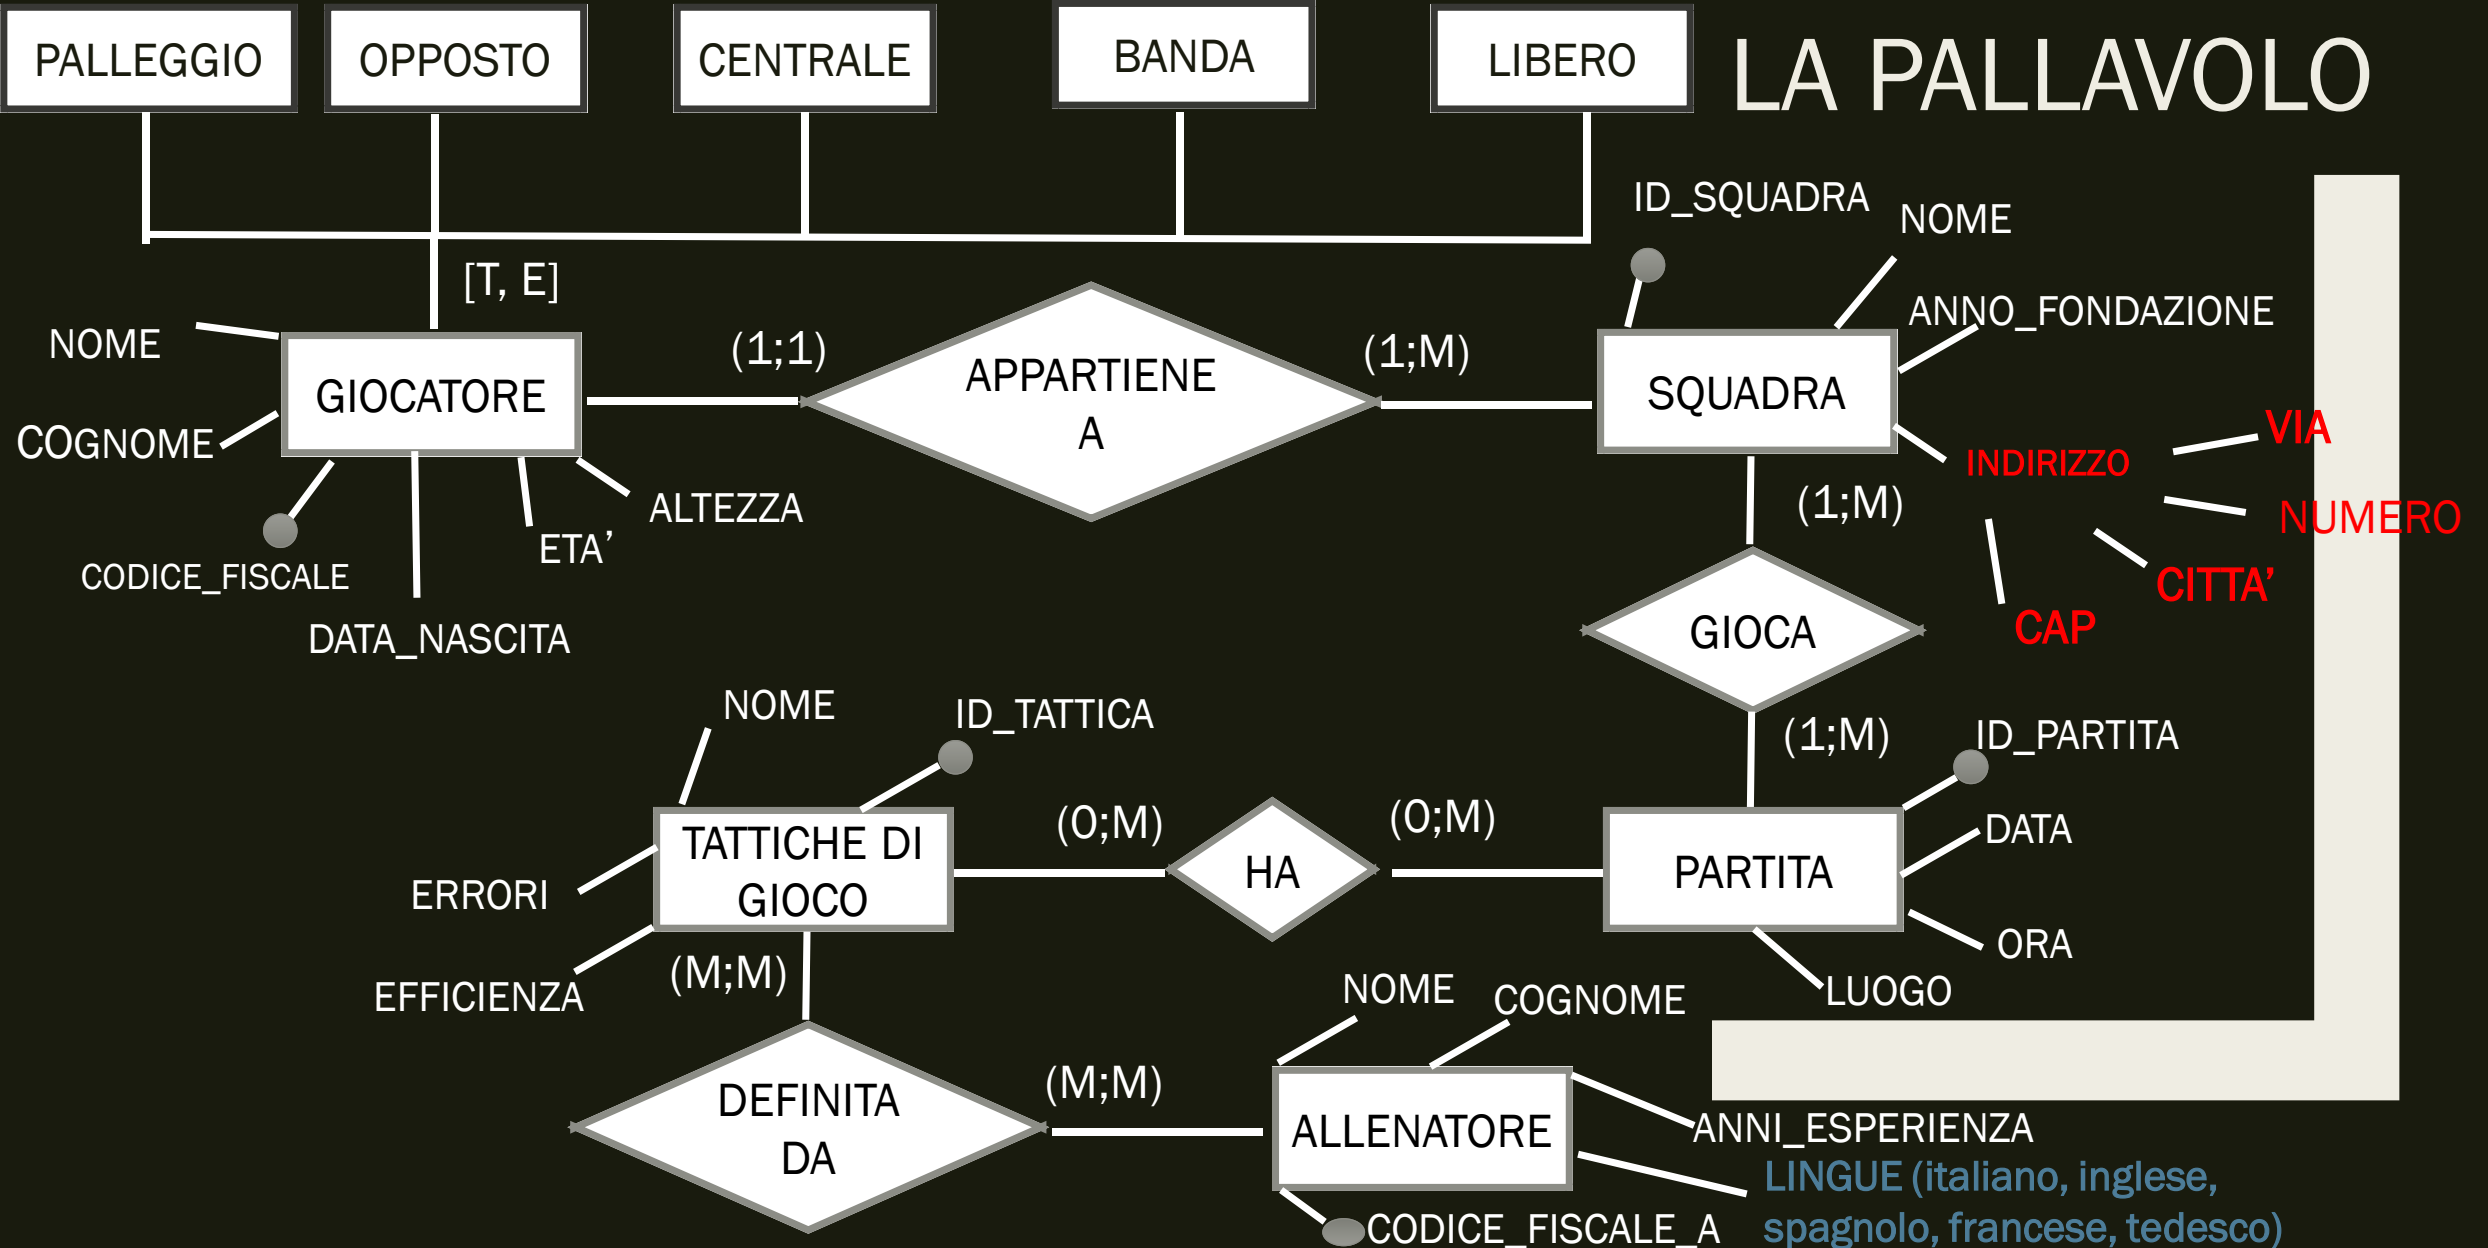 PALLEGGIO
OPPOSTO
CENTRALE
BANDA
LIBERO
LA PALLAVOLO
ID_SQUADRA
NOME
[T, E]
ANNO_FONDAZIONE
NOME
(1;1)
(1;M)
GIOCATORE
APPARTIENE
A
SQUADRA
VIA
COGNOME
INDIRIZZO
(1;M)
NUMERO
ALTEZZA
ETA’
CODICE_FISCALE
CITTA’
CAP
DATA_NASCITA
GIOCA
NOME
ID_TATTICA
(1;M)
ID_PARTITA
(0;M)
(0;M)
DATA
TATTICHE DI
GIOCO
HA
PARTITA
ERRORI
ORA
EFFICIENZA
(M;M)
NOME
COGNOME
LUOGO
DEFINITA
DA
(M;M)
ALLENATORE
ANNI_ESPERIENZA
LINGUE (italiano, inglese,
spagnolo, francese, tedesco)
CODICE_FISCALE_A